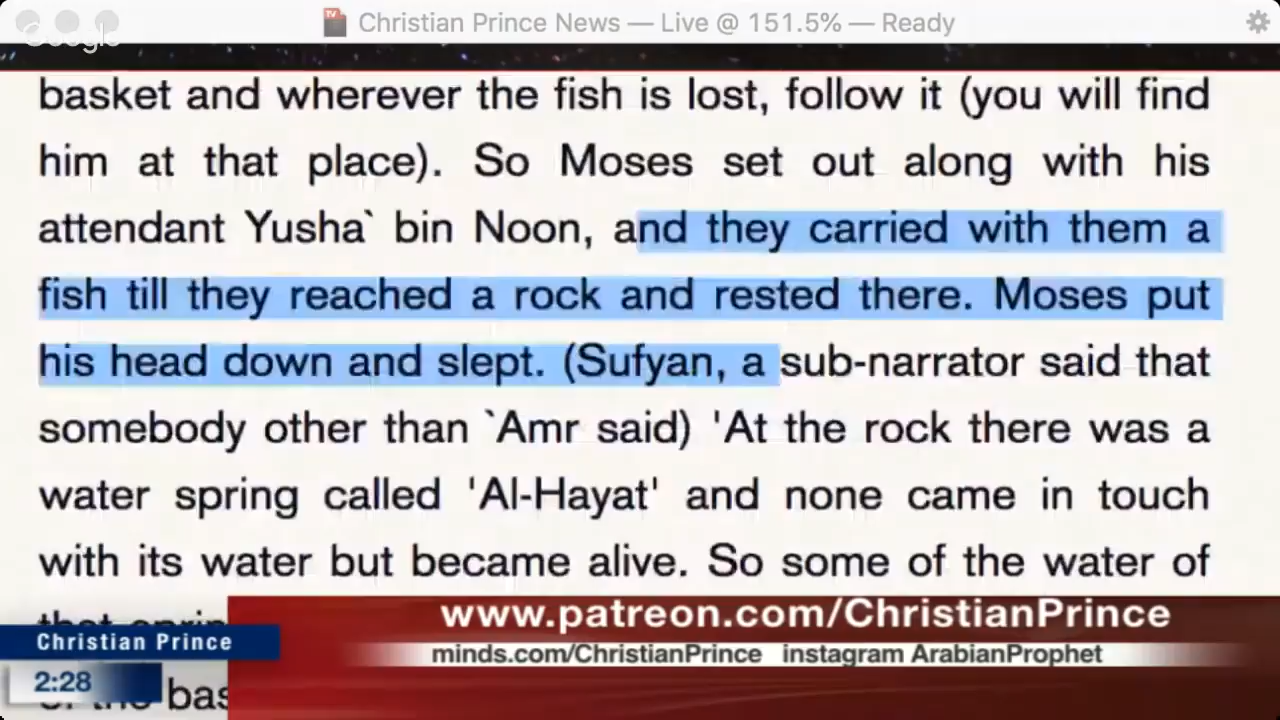 Christian Prince News — Live @ 151.5% — Ready
Google
basket and wherever the fish is lost, follow it (you will find
him at that place). So Moses set out along with his
attendant Yusha` bin Noon, and they carried with them a
fish till they reached a rock and rested there. Moses put
his head down and slept. (Sufyan, a sub-narrator said that
somebody other than `Amr said) 'At the rock there was a
water spring called 'Al-Hayat' and none came in touch
with its water but became alive. So some of the water of
www.patreon.com/ChristianPrince
Christian Prince
minds.com/ChristianPrince instagram ArabianProphet
2:28